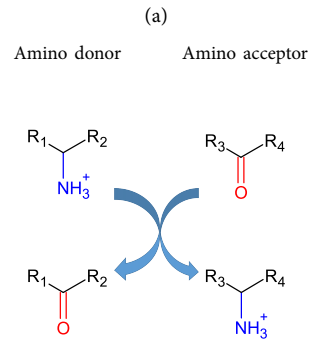 (a)
Amino donor Amino acceptor
R1 R2 R3 R4
NH3+ O
R1 R2 R3 R4
O NH3+